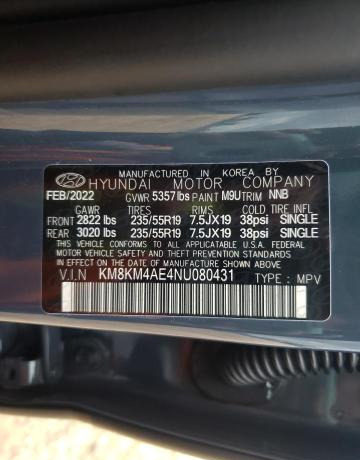 MANUFACTURED IN KOREA BY
HYUNDAI MOTOR COMPANY
FEB/2022 GVWR 5357 lbs PAINT M9U TRIM NNB
GAWR TIRES RIMS COLD TIRE INFL
FRONT 2822 lbs 235/55R19 7.5JX19 38psi SINGLE
REAR 3020 lbs 235/55R19 7.5JX19 38psi SINGLE
THIS VEHICLE CONFORMS TO ALL APPLICABLE U.S.A. FEDERAL
MOTOR VEHICLE SAFETY, BUMPER, AND
THEFT PREVENTION STANDARDS IN EFFECT ON THE
DATE OF MANUFACTURE SHOWN ABOVE.
V.I.N KM8KM4AE4NU080431 TYPE : MPV